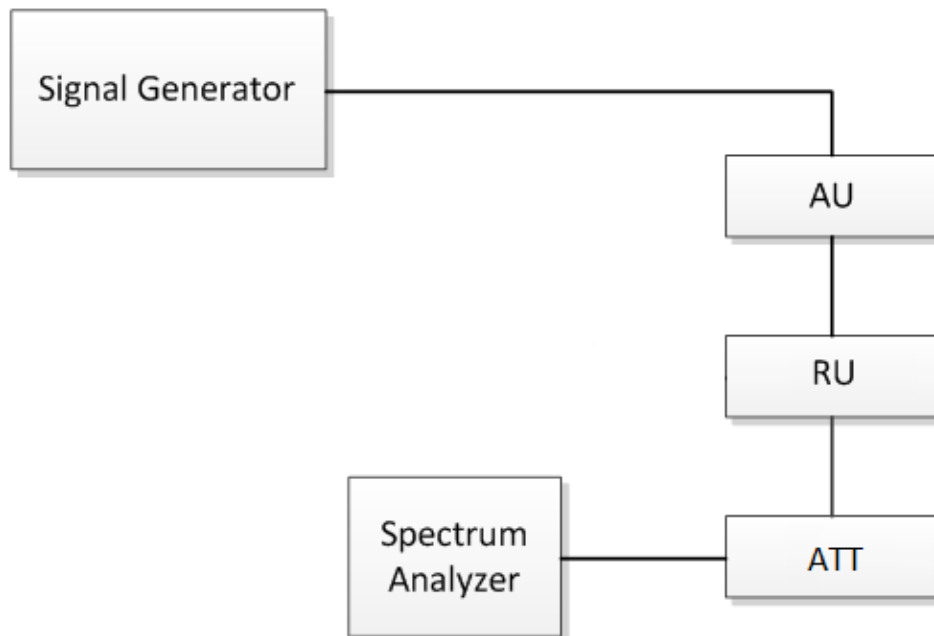 Signal Generator
AU
RU
Spectrum
Analyzer
ATT